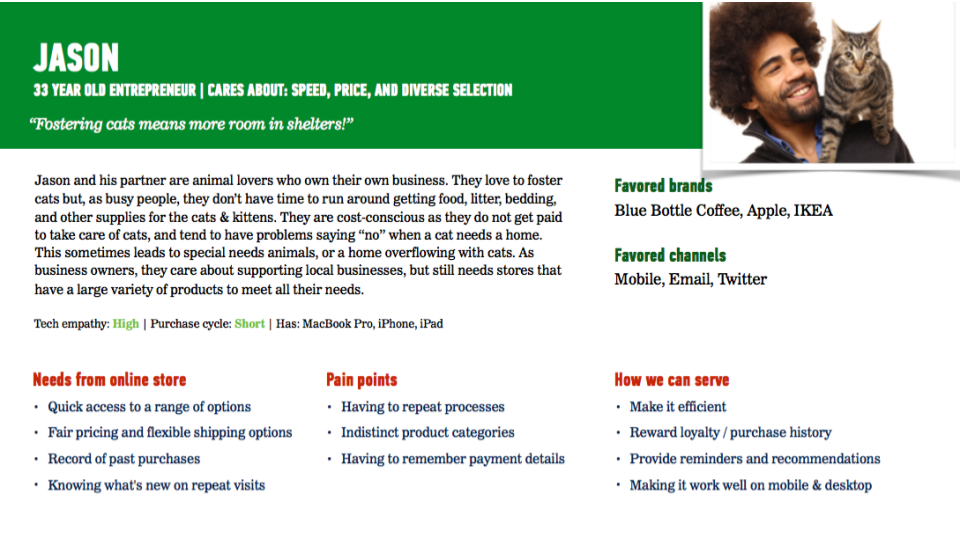 JASON
33 YEAR OLD ENTREPRENEUR | CARES ABOUT: SPEED, PRICE, AND DIVERSE SELECTION
“Fostering cats means more room in shelters!”
Jason and his partner are animal lovers who own their own business. They love to foster
cats but, as busy people, they don’t have time to run around getting food, litter, bedding,
and other supplies for the cats & kittens. They are cost-conscious as they do not get paid
to take care of cats, and tend to have problems saying “no” when a cat needs a home.
This sometimes leads to special needs animals, or a home overflowing with cats. As
business owners, they care about supporting local businesses, but still needs stores that
have a large variety of products to meet all their needs.
Tech empathy: High | Purchase cycle: Short | Has: MacBook Pro, iPhone, iPad
Favored brands
Blue Bottle Coffee, Apple, IKEA
Favored channels
Mobile, Email, Twitter
Needs from online store
• Quick access to a range of options
• Fair pricing and flexible shipping options
• Record of past purchases
• Knowing what's new on repeat visits
Pain points
• Having to repeat processes
• Indistinct product categories
• Having to remember payment details
How we can serve
• Make it efficient
• Reward loyalty / purchase history
• Provide reminders and recommendations
• Making it work well on mobile & desktop